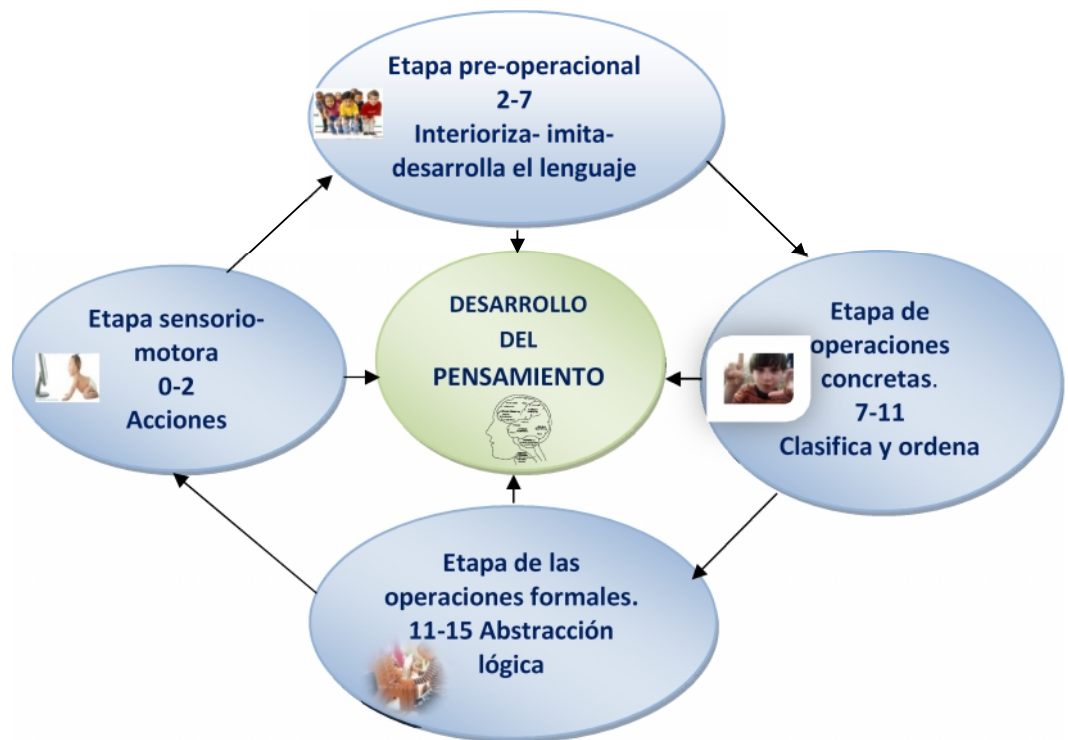 Etapa pre-operacional
2-7
Interioriza- imita-
desarrolla el lenguaje
Etapa sensorio-
motora
0-2
Acciones
DESARROLLO
DEL
PENSAMIENTO
Etapa de
operaciones
concretas.
7-11
Clasifica y ordena
Etapa de las
operaciones formales.
11-15 Abstracción
lógica